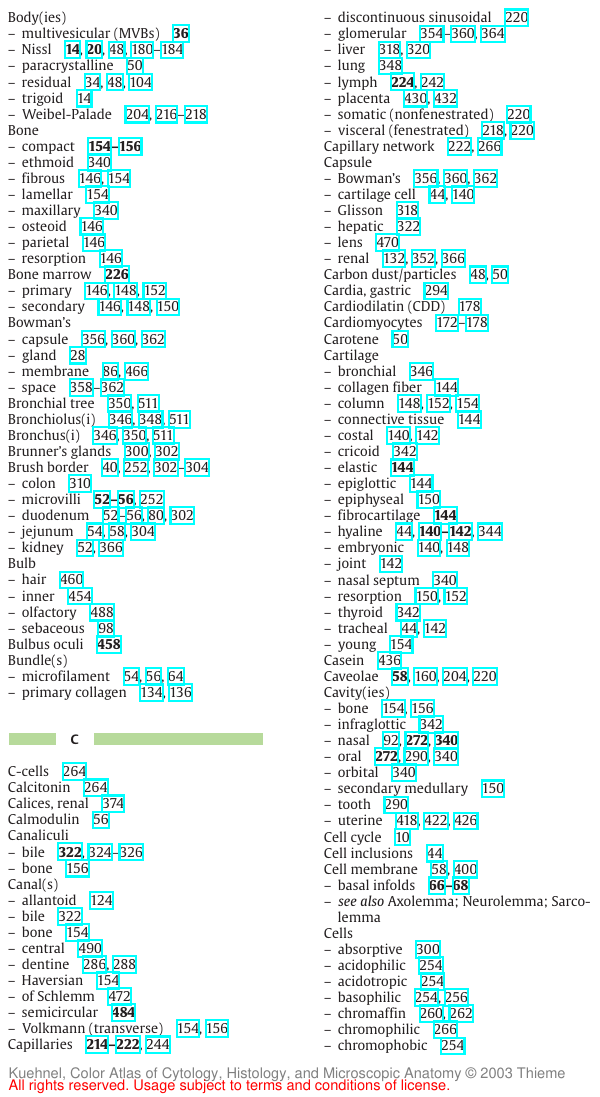 Body(ies)
– multivesicular (MVBs) 36
– Nissl 14, 20, 48, 180–184
– paracrystalline 50
– residual 34, 48, 104
– trigoid 14
– Weibel-Palade 204, 216–218
Bone
– compact 154–156
– ethmoid 340
– fibrous 146, 154
– lamellar 154
– maxillary 340
– osteoid 146
– parietal 146
– resorption 146
Bone marrow 226
– primary 146, 148, 152
– secondary 146, 148, 150
Bowman's
– capsule 356, 360, 362
– gland 28
– membrane 86, 466
– space 358–362
Bronchial tree 350, 511
Bronchiolus(i) 346, 348, 511
Bronchus(i) 346, 350, 511
Brunner's glands 300, 302
Brush border 40, 252, 302–304
– colon 310
– microvilli 52–56, 252
– duodenum 52–56, 80, 302
– jejunum 54, 58, 304
– kidney 52, 366
Bulb
– hair 460
– inner 454
– olfactory 488
– sebaceous 98
Bulbus oculi 458
Bundle(s)
– microfilament 54, 56, 64
– primary collagen 134, 136
C
C-cells 264
Calcitonin 264
Calices, renal 374
Calmodulin 56
Canaliculi
– bile 322, 324–326
– bone 156
Canal(s)
– allantoid 124
– bile 322
– bone 154
– central 490
– dentine 286, 288
– Haversian 154
– of Schlemm 472
– semicircular 484
– Volkmann (transverse) 154, 156
Capillaries 214–222, 244
– discontinuous sinusoidal 220
– glomerular 354–360, 364
– liver 318, 320
– lung 348
– lymph 224, 242
– placenta 430, 432
– somatic (nonfenestrated) 220
– visceral (fenestrated) 218, 220
Capillary network 222, 266
Capsule
– Bowman's 356, 360, 362
– cartilage cell 44, 140
– Glisson 318
– hepatic 322
– lens 470
– renal 132, 352, 366
Carbon dust/particles 48, 50
Cardia, gastric 294
Cardiodilatin (CDD) 178
Cardiomyocytes 172–178
Carotene 50
Cartilage
– bronchial 346
– collagen fiber 144
– column 148, 152, 154
– connective tissue 144
– costal 140, 142
– cricoid 342
– elastic 144
– epiglottic 144
– epiphyseal 150
– fibrocartilage 144
– hyaline 44, 140–142, 344
– embryonic 140, 148
– joint 142
– nasal septum 340
– resorption 150, 152
– thyroid 342
– tracheal 44, 142
– young 154
Casein 436
Caveolae 58, 160, 204, 220
Cavity(ies)
– bone 154, 156
– infraglottic 342
– nasal 92, 272, 340
– oral 272, 290, 340
– orbital 340
– secondary medullary 150
– tooth 290
– uterine 418, 422, 426
Cell cycle 10
Cell inclusions 44
Cell membrane 58, 400
– basal infolds 66–68
– see also Axolemma; Neurolemma; Sarco-
lemma
Cells
– absorptive 300
– acidophilic 254
– acidotropic 254
– basophilic 254, 256
– chromaffin 260, 262
– chromophilic 266
– chromophobic 254
Kuehnel, Color Atlas of Cytology, Histology, and Microscopic Anatomy © 2003 Thieme
All rights reserved. Usage subject to terms and conditions of license.